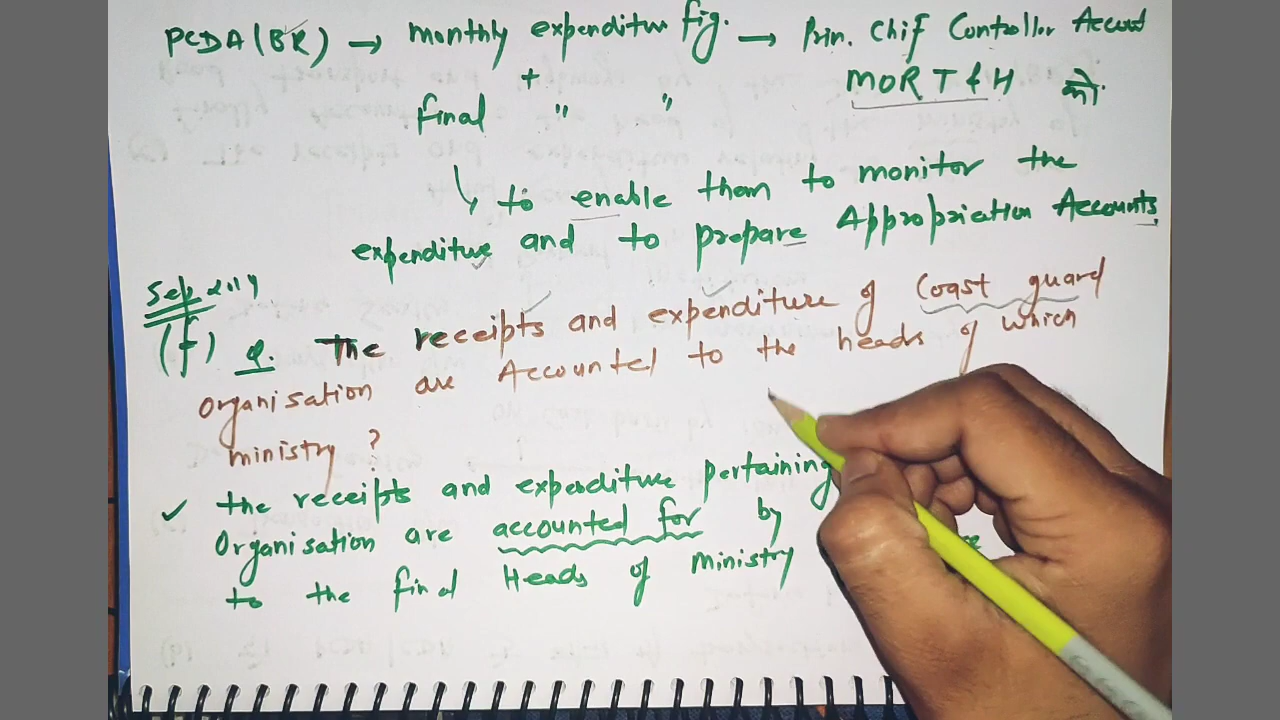 PCDA (BR) → monthly expenditur fig. → Prin. Chif Controller Account
+ MORT&H को
final " "
↳ to enable them to monitor the
expenditure and to prepare Appropriation Accounts.
Sep 2019
(f) Q. The receipts and expenditure of Coast guard
organisation are Accounted to the heads of which
ministry ?
✓ the receipts and expenditure pertaining
Organisation are accounted for by
to the final Heads of ministry